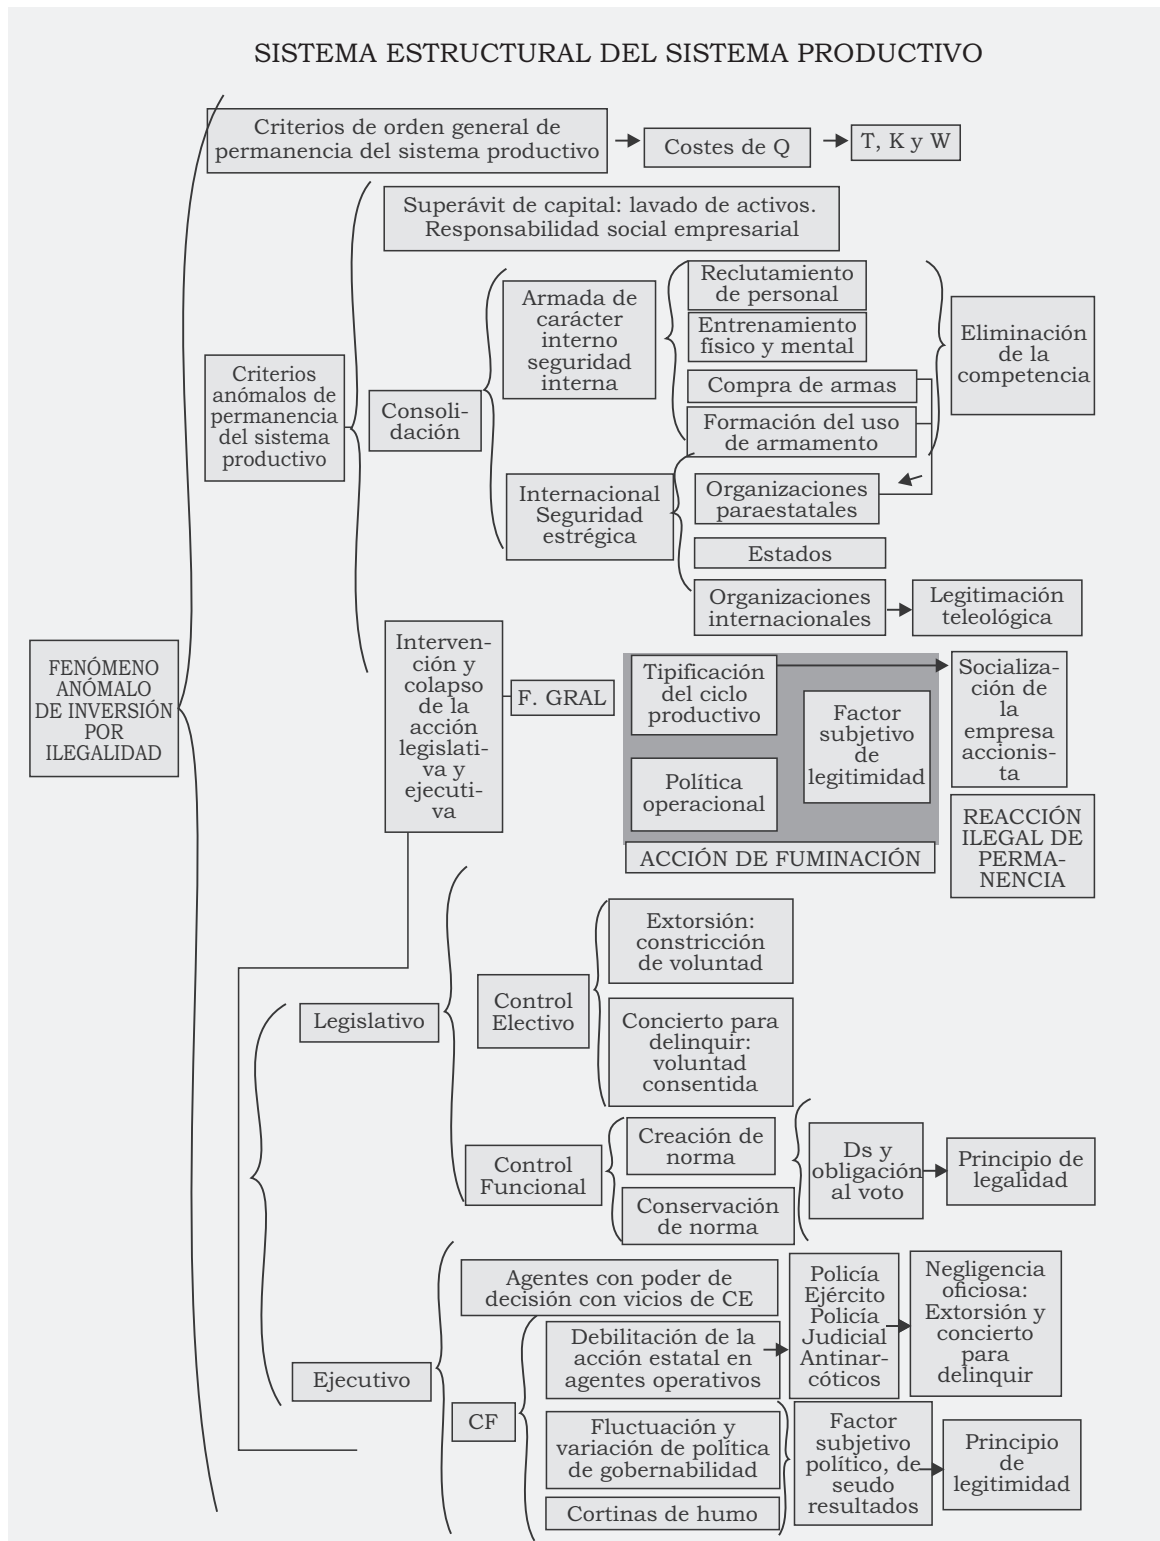 SISTEMA ESTRUCTURAL DEL SISTEMA PRODUCTIVO
Criterios de orden general de
permanencia del sistema productivo
Costes de Q
T, K y W
Superávit de capital: lavado de activos.
Responsabilidad social empresarial
Criterios
anómalos de
permanencia
del sistema
productivo
Consoli-
dación
Armada de
carácter
interno
seguridad
interna
Reclutamiento
de personal
Entrenamiento
físico y mental
Compra de armas
Formación del uso
de armamento
Eliminación
de la
competencia
Internacional
Seguridad
estrégica
Organizaciones
paraestatales
Estados
Organizaciones
internacionales
Legitimación
teleológica
FENÓMENO
ANÓMALO
DE INVERSIÓN
POR
ILEGALIDAD
Interven-
ción y
colapso
de la
acción
legislati-
va y
ejecuti-
va
F. GRAL
Tipificación
del ciclo
productivo
Factor
subjetivo
de
legitimidad
Política
operacional
ACCIÓN DE FUMINACIÓN
Socializa-
ción de
la
empresa
accionis-
ta
REACCIÓN
ILEGAL DE
PERMA-
NENCIA
Legislativo
Control
Electivo
Extorsión:
constricción
de voluntad
Concierto para
delinquir:
voluntad
consentida
Control
Funcional
Creación de
norma
Conservación
de norma
Ds y
obligación
al voto
Principio de
legalidad
Ejecutivo
Agentes con poder de
decisión con vicios de CE
CF
Debilitación de la
acción estatal en
agentes operativos
Policía
Ejército
Policía
Judicial
Antinar-
cóticos
Negligencia
oficiosa:
Extorsión y
concierto
para
delinquir
Fluctuación y
variación de política
de gobernabilidad
Cortinas de humo
Factor
subjetivo
político, de
seudo
resultados
Principio
de
legitimidad